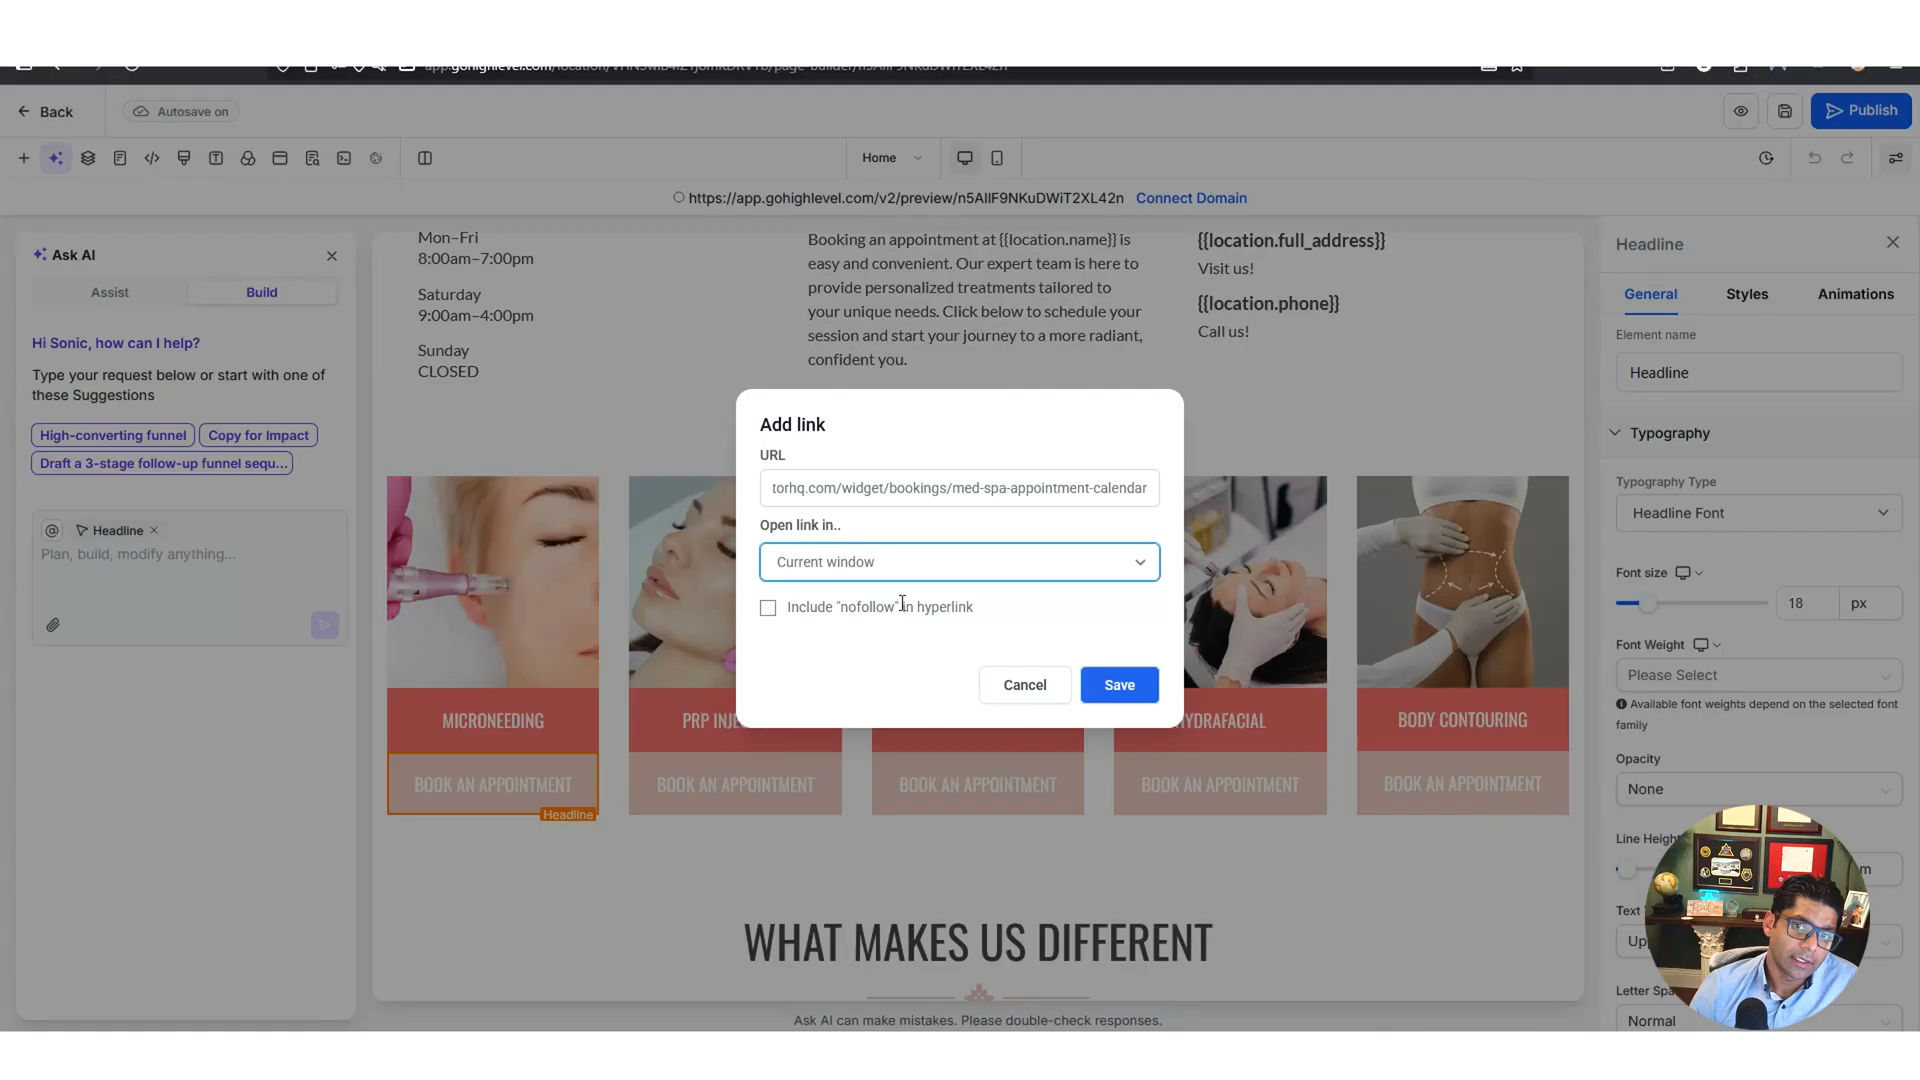 Back
Autosave on
Publish
Home
https://app.gohighlevel.com/v2/preview/n5AIIF9NKuDWiT2XL42n Connect Domain
Ask AI
Assist
Build
Hi Sonic, how can I help?
Type your request below or start with one of
these Suggestions
High-converting funnel
Copy for Impact
Draft a 3-stage follow-up funnel sequ...
@ Headline ×
Plan, build, modify anything...
Mon–Fri
8:00am–7:00pm
Saturday
9:00am–4:00pm
Sunday
CLOSED
Booking an appointment at {{location.name}} is
easy and convenient. Our expert team is here to
provide personalized treatments tailored to
your unique needs. Click below to schedule your
session and start your journey to a more radiant,
confident you.
{{location.full_address}}
Visit us!
{{location.phone}}
Call us!
Add link
URL
torhq.com/widget/bookings/med-spa-appointment-calendar
Open link in..
Current window
Include "nofollow" in hyperlink
Cancel
Save
MICRONEEDING
PRP INJE
YDRAFACIAL
BODY CONTOURING
BOOK AN APPOINTMENT
BOOK AN APPOINTMENT
BOOK AN APPOINTMENT
BOOK AN APPOINTMENT
BOOK AN APPOINTMENT
Headline
WHAT MAKES US DIFFERENT
Ask AI can make mistakes. Please double-check responses.
Headline
General
Styles
Animations
Element name
Headline
Typography
Typography Type
Headline Font
Font size
18
px
Font Weight
Please Select
Available font weights depend on the selected font
family
Opacity
None
Line Heigh
m
Text
Up
Letter Spa
Normal